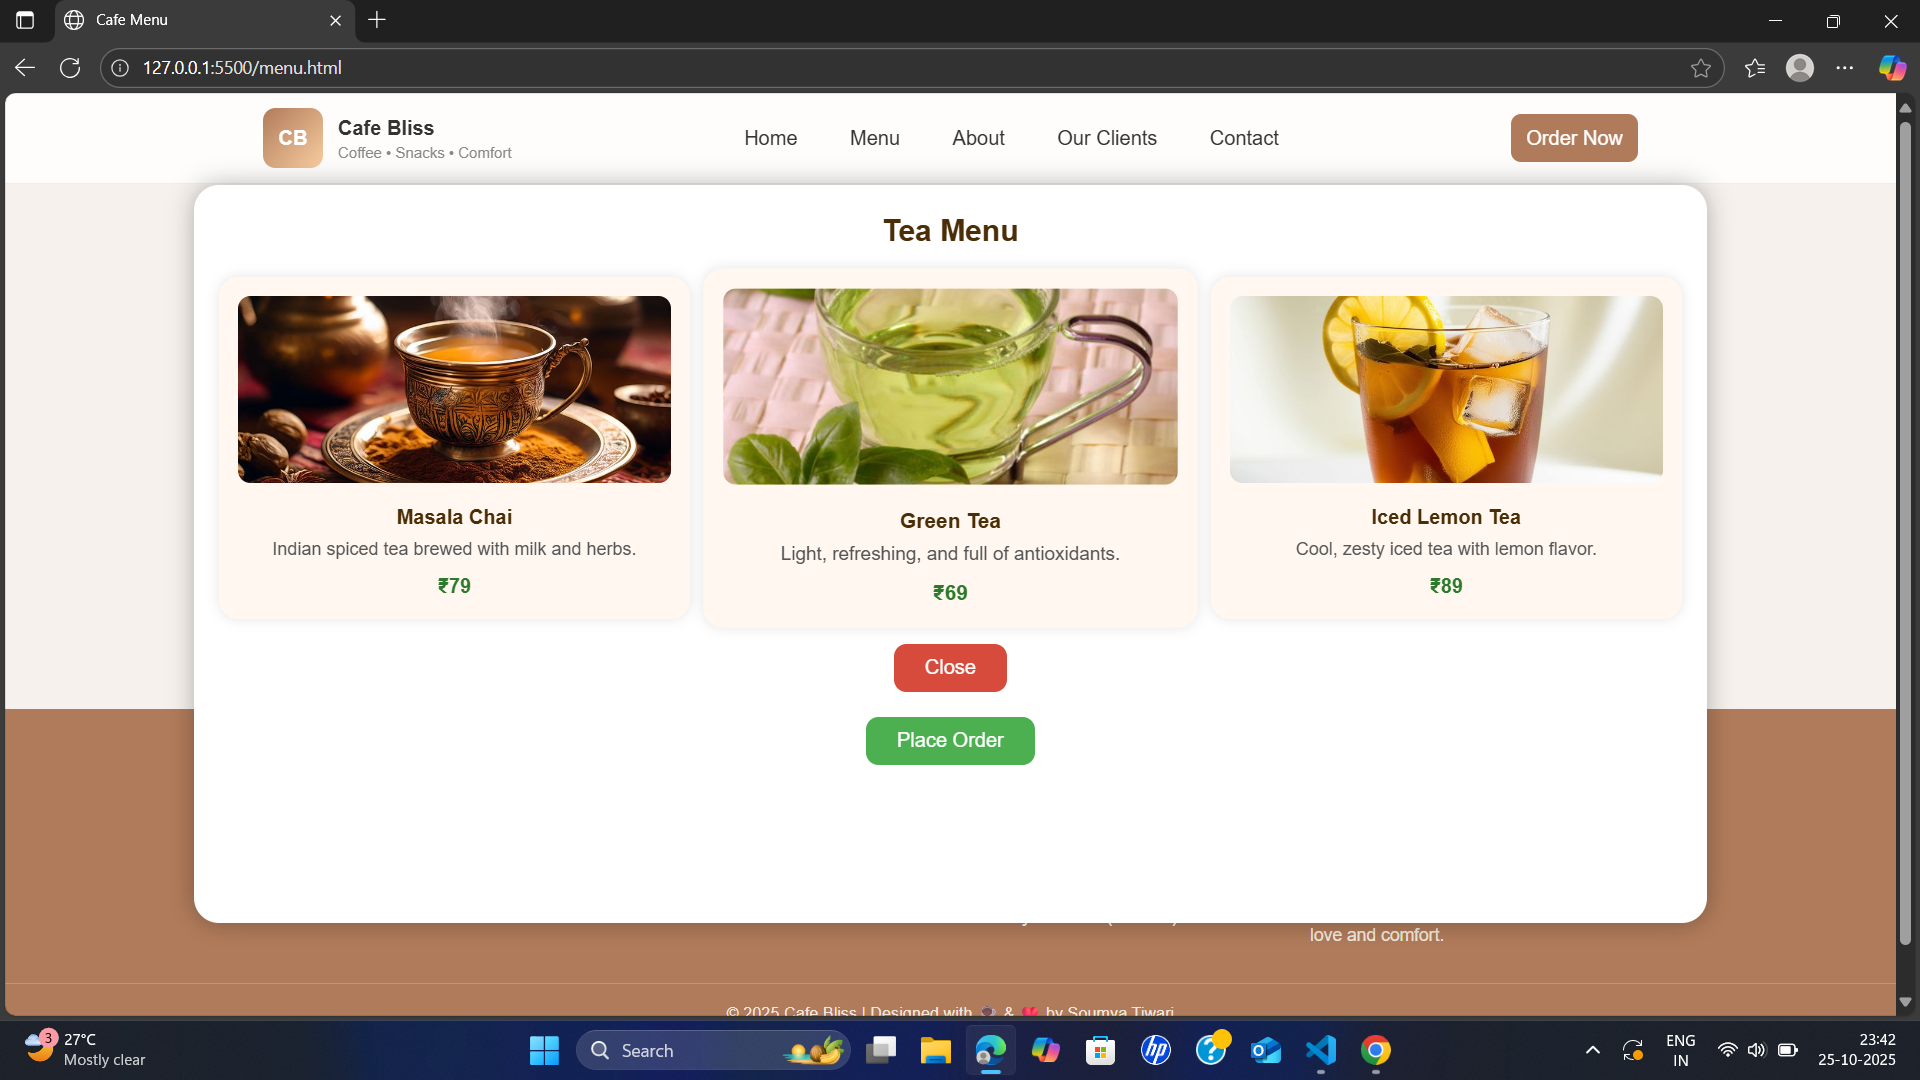 Cafe Menu
127.0.0.1:5500/menu.html
CB
Cafe Bliss
Coffee • Snacks • Comfort
Home
Menu
About
Our Clients
Contact
Order Now
Tea Menu
Masala Chai
Indian spiced tea brewed with milk and herbs.
₹79
Green Tea
Light, refreshing, and full of antioxidants.
₹69
Iced Lemon Tea
Cool, zesty iced tea with lemon flavor.
₹89
Close
Place Order
love and comfort.
© 2025 Cafe Bliss | Designed with ☕ & ❤️ by Soumya Tiwari
3
27°C
Mostly clear
Search
hp
ENG
IN
23:42
25-10-2025